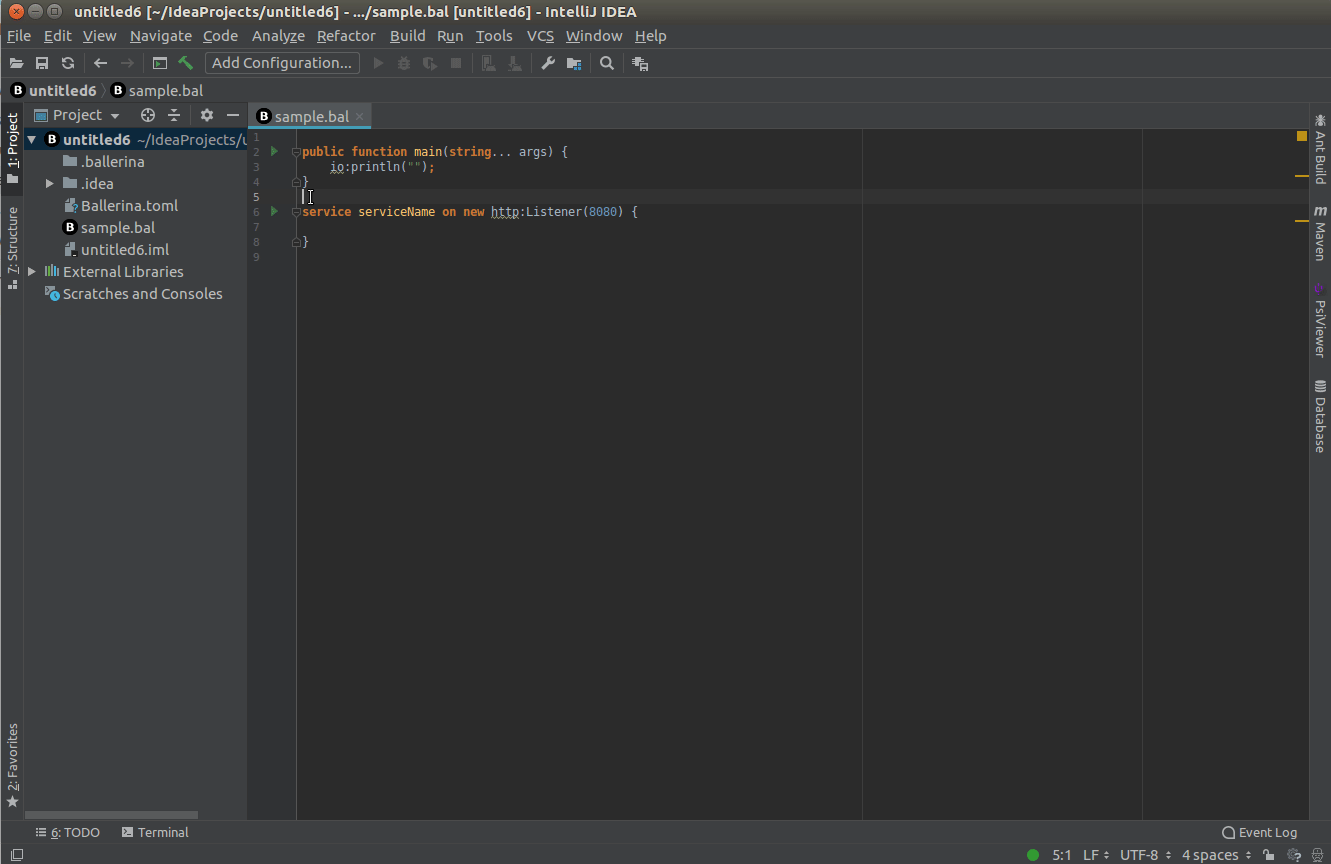 untitled6 [~/IdeaProjects/untitled6] - .../sample.bal [untitled6] - IntelliJ IDEA
File Edit View Navigate Code Analyze Refactor Build Run Tools VCS Window Help
Add Configuration...
B untitled6 B sample.bal
Project
B sample.bal
B untitled6 ~/IdeaProjects/u
.ballerina
.idea
Ballerina.toml
B sample.bal
untitled6.iml
External Libraries
Scratches and Consoles
1: Project
7: Structure
2: Favorites
1
2 public function main(string... args) {
3 io:println("");
4 }
5
6 service serviceName on new http:Listener(8080) {
7
8 }
9
Ant Build
m Maven
PsiViewer
Database
6: TODO Terminal Event Log
5:1 LF UTF-8 4 spaces